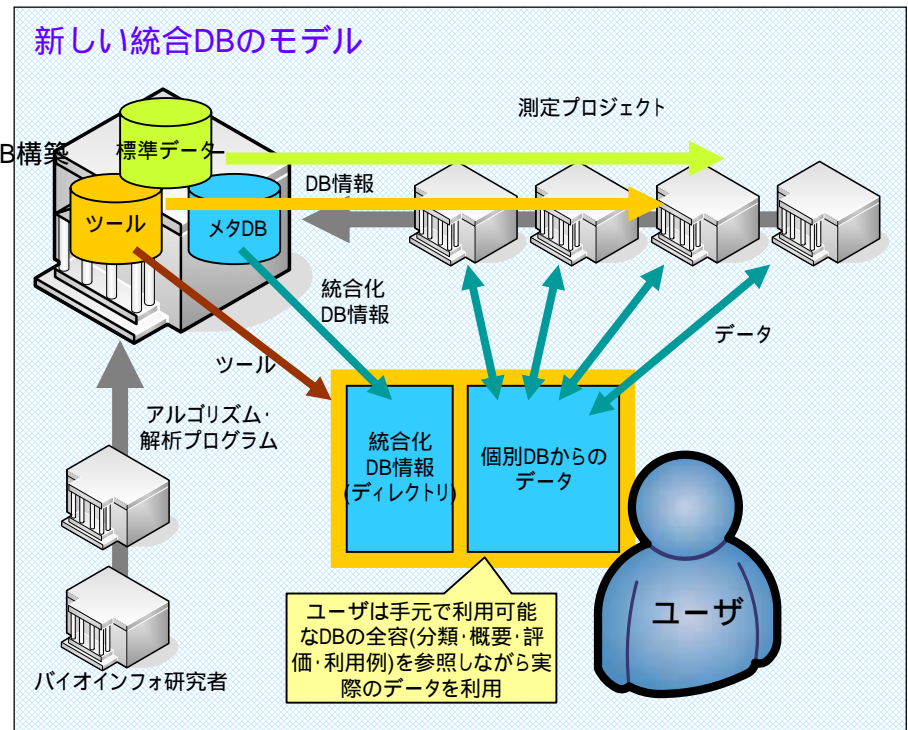 新しい統合DBのモデル
測定プロジェクト
B構築
標準データ
DB情報
ツール
メタDB
統合化
DB情報
データ
ツール
アルゴリズム・
解析プログラム
統合化
DB情報
(ディレクトリ)
個別DBからの
データ
ユーザ
ユーザは手元で利用可能
なDBの全容(分類・概要・評
価・利用例)を参照しながら実
際のデータを利用
バイオインフォ研究者